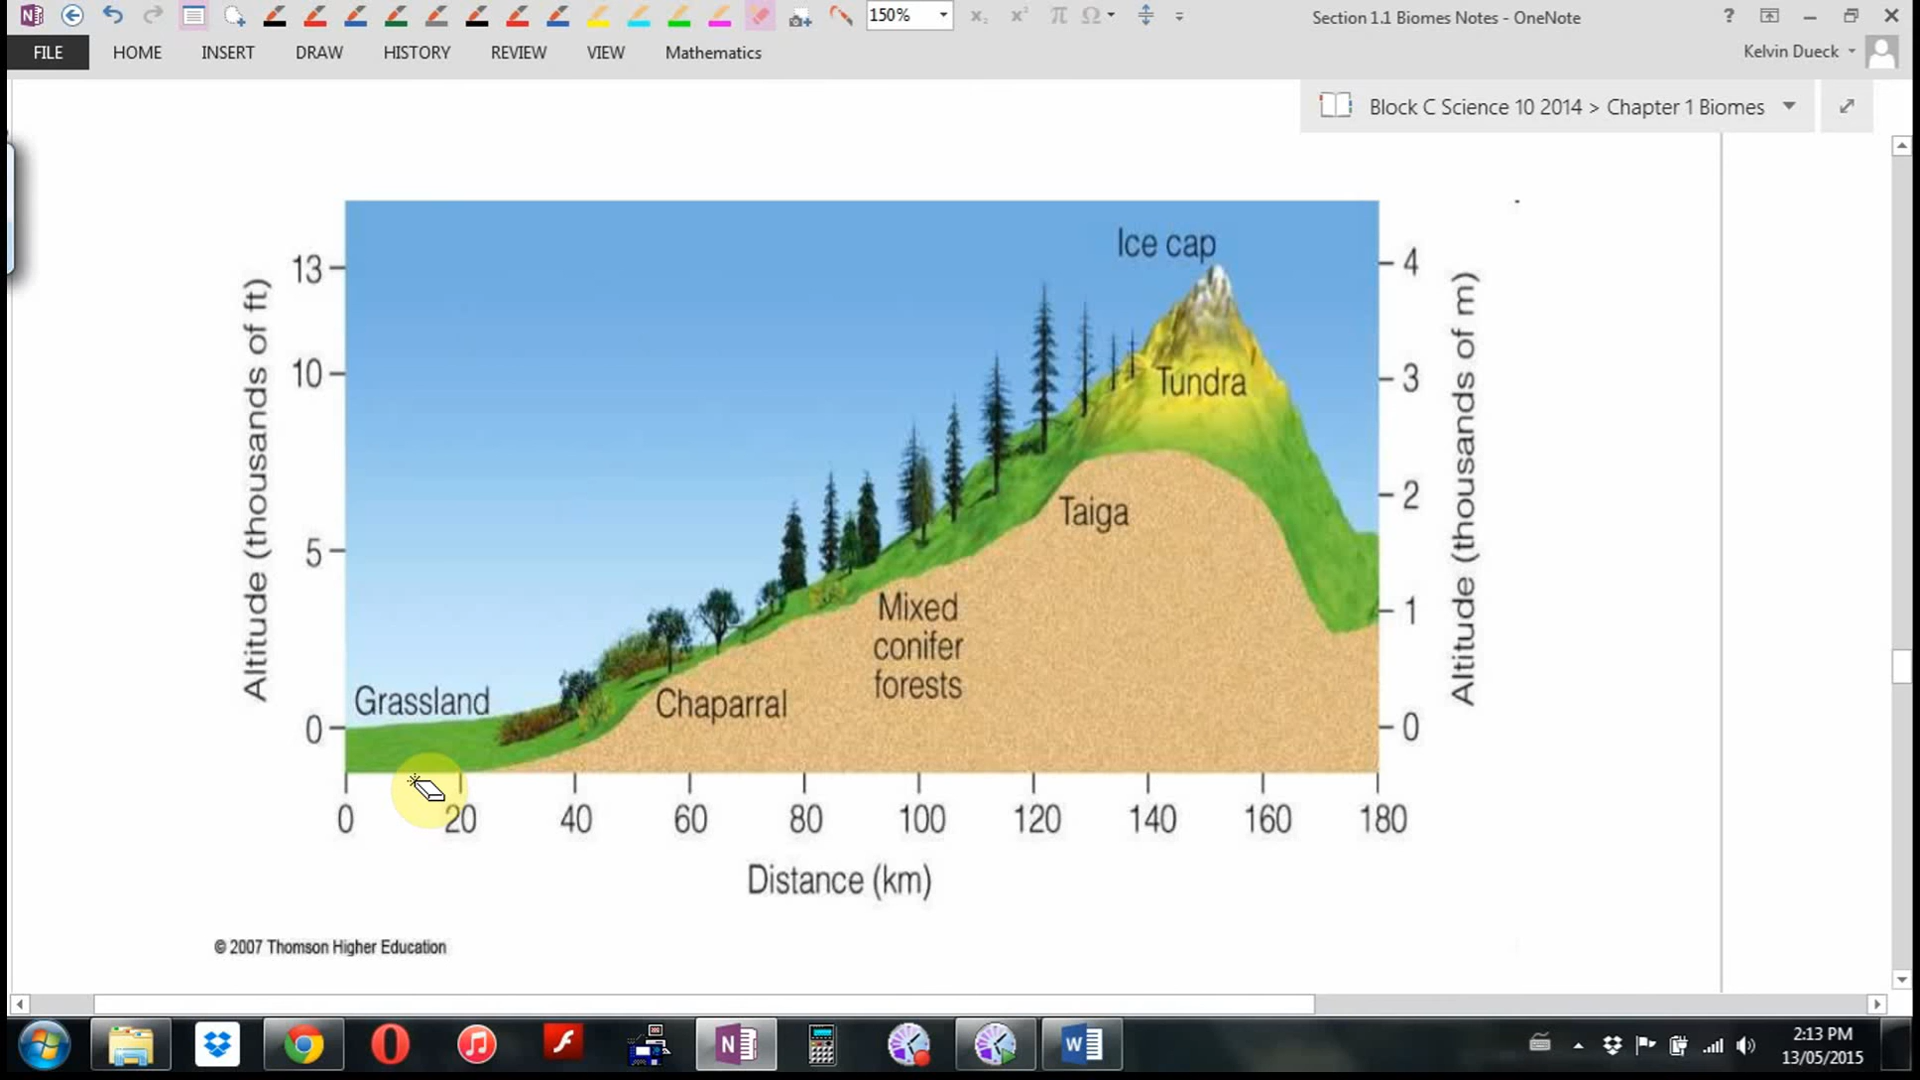 150%
x₂ x² π Ω
Section 1.1 Biomes Notes - OneNote
?
FILE HOME INSERT DRAW HISTORY REVIEW VIEW Mathematics
Kelvin Dueck
Block C Science 10 2014 > Chapter 1 Biomes
Ice cap
13
4
10
3
Tundra
2
Taiga
5
1
Mixed
conifer
forests
Grassland
Chaparral
0
0
Altitude (thousands of ft)
Altitude (thousands of m)
0 20 40 60 80 100 120 140 160 180
Distance (km)
© 2007 Thomson Higher Education
2:13 PM
13/05/2015